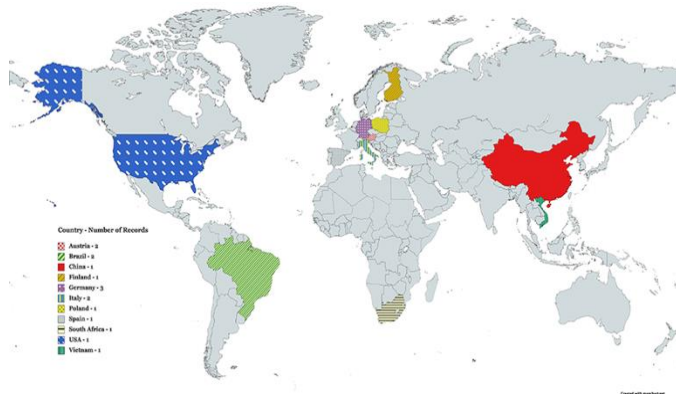 Country - Number of Records
Austria - 2
Brazil - 2
China - 1
Finland - 1
Germany - 3
Italy - 2
Poland - 1
Spain - 1
South Africa - 1
USA - 1
Vietnam - 1